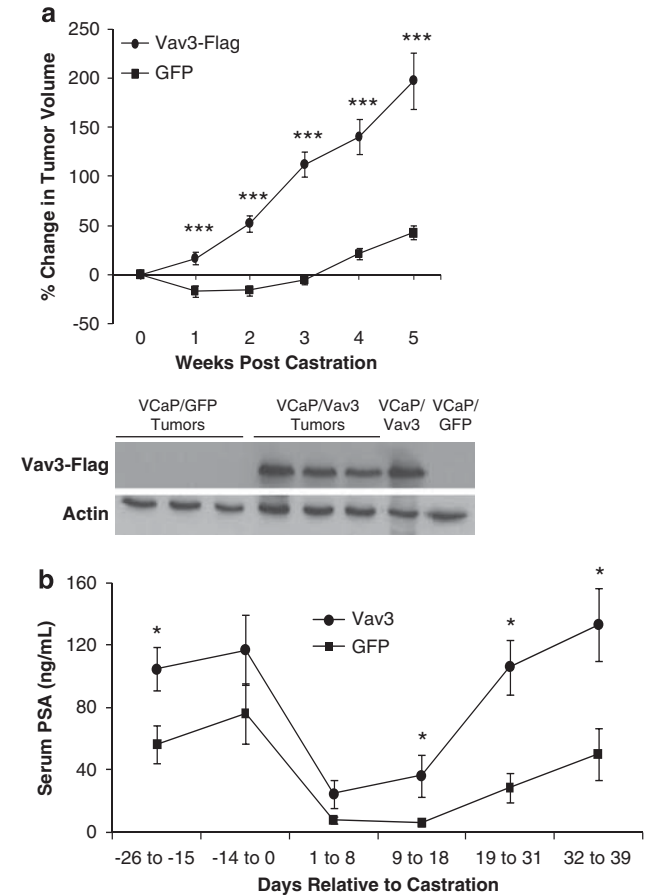 a
250
200
150
100
50
0
-50
% Change in Tumor Volume
Vav3-Flag
GFP
***
***
***
***
***
0 1 2 3 4 5
Weeks Post Castration
VCaP/GFP Tumors
VCaP/Vav3 Tumors
VCaP/ Vav3
VCaP/ GFP
Vav3-Flag
Actin
b
160
120
80
40
0
Serum PSA (ng/mL)
Vav3
GFP
*
*
*
*
-26 to -15 -14 to 0 1 to 8 9 to 18 19 to 31 32 to 39
Days Relative to Castration